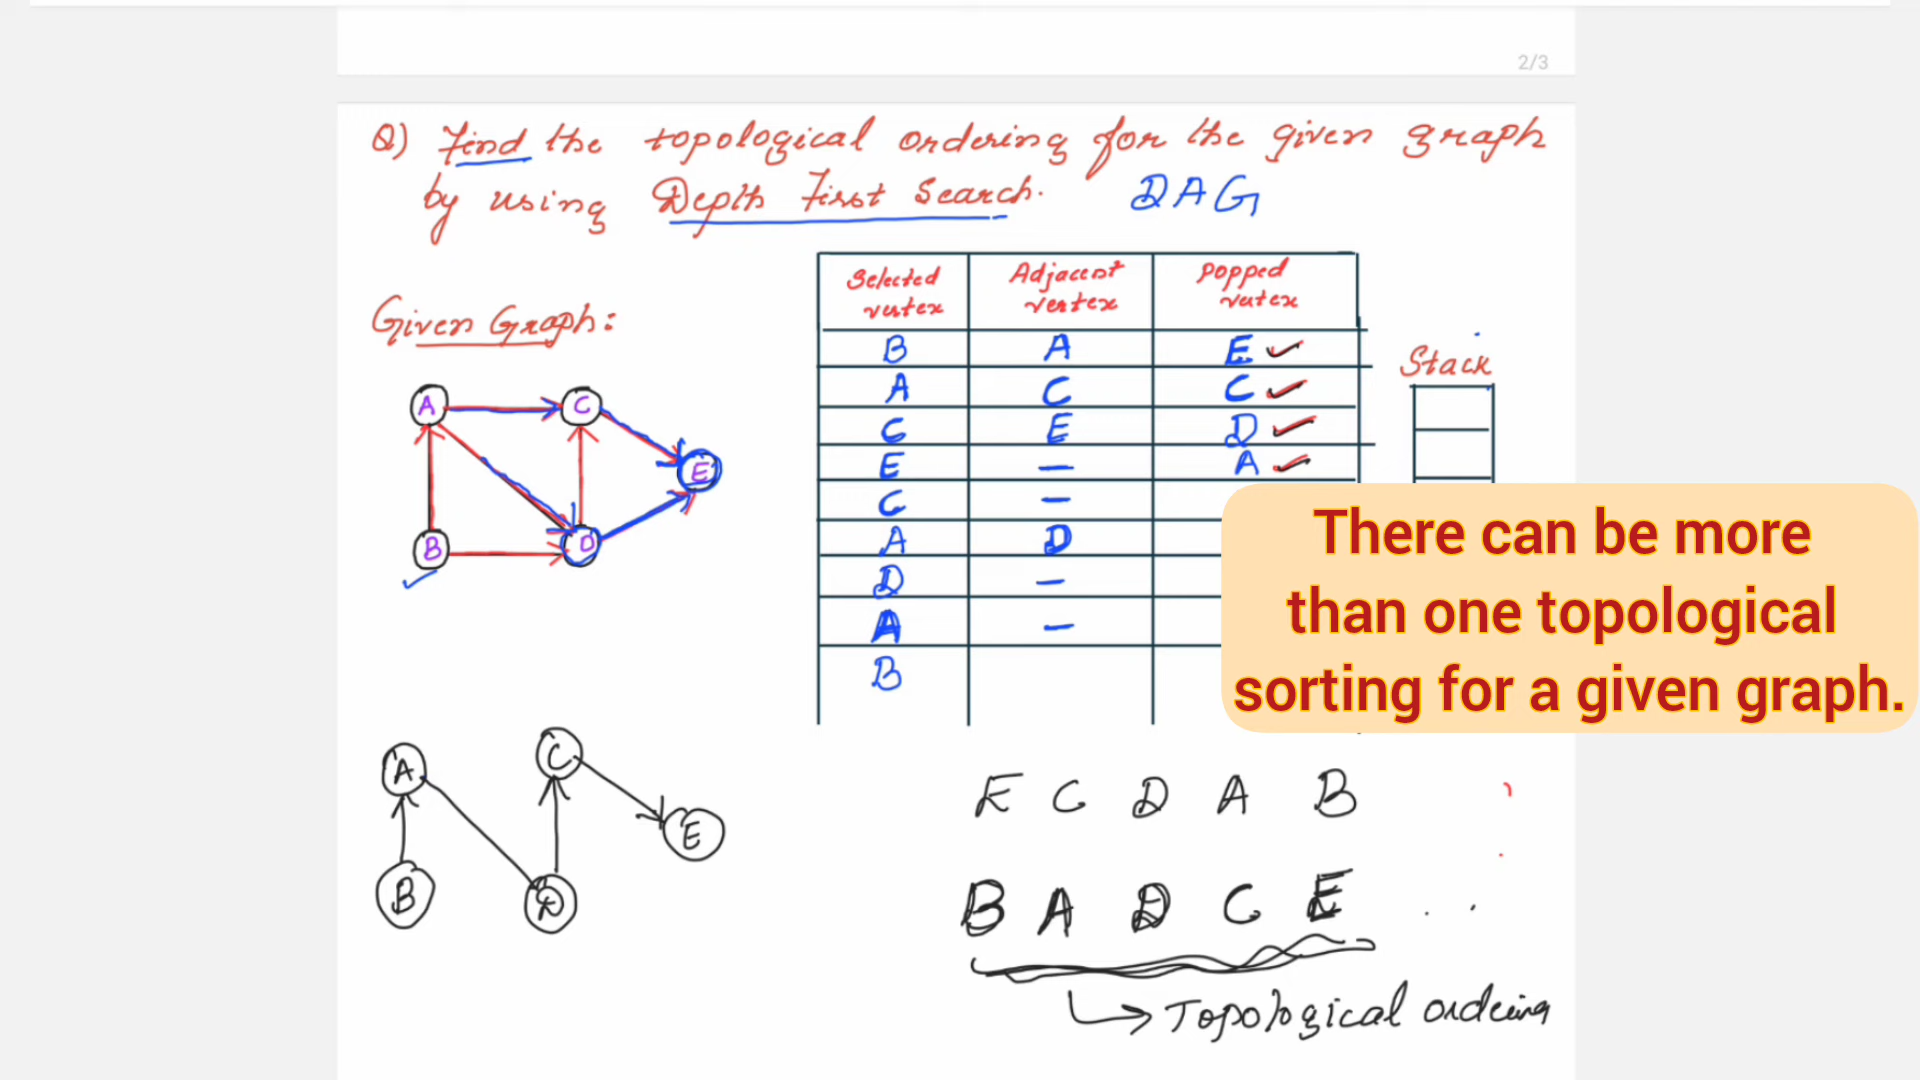 2/3
Q) Find the topological ordering for the given graph
by using Depth First Search. DAG
Given Graph:
Selected vertex Adjacent vertex Popped vertex
B A E
A C C
C E D
E — A
C —
A D
D —
A —
B
Stack
A C
E
B D
There can be more
than one topological
sorting for a given graph.
A C
E
B D
E C D A B
B A D C E
Topological ordering